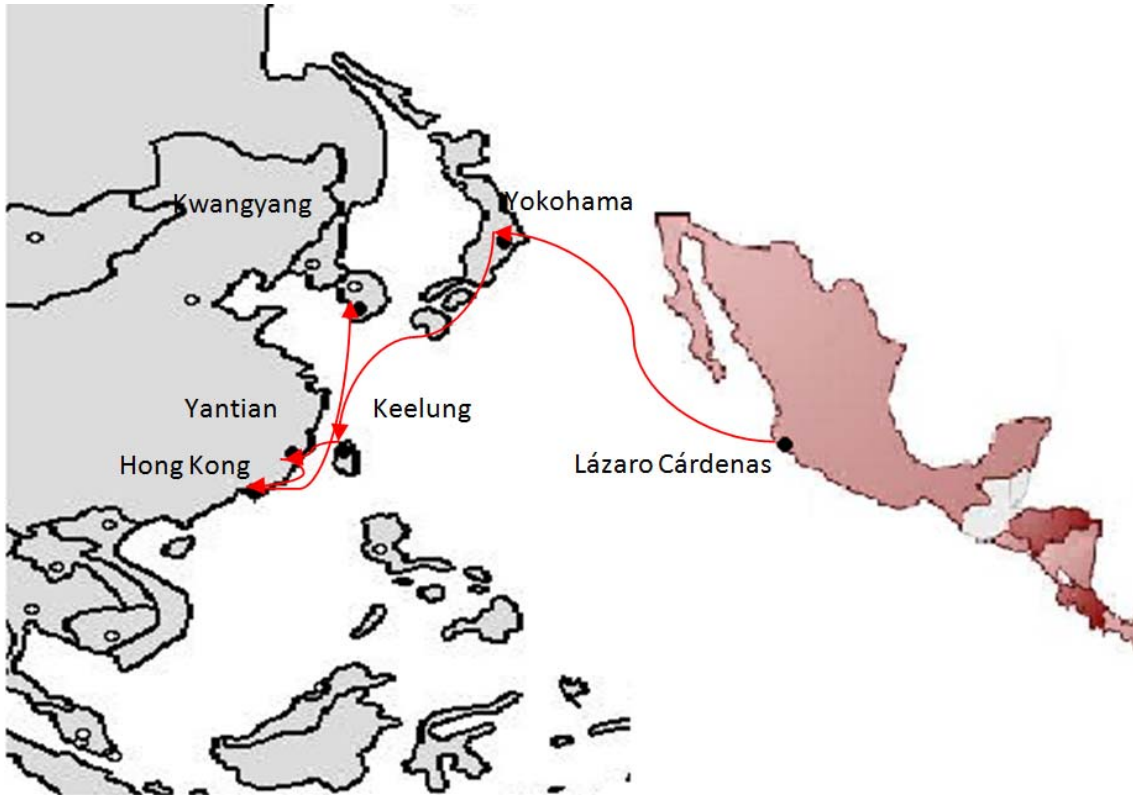 Kwangyang
Yokohama
Yantian
Keelung
Hong Kong
Lázaro Cárdenas